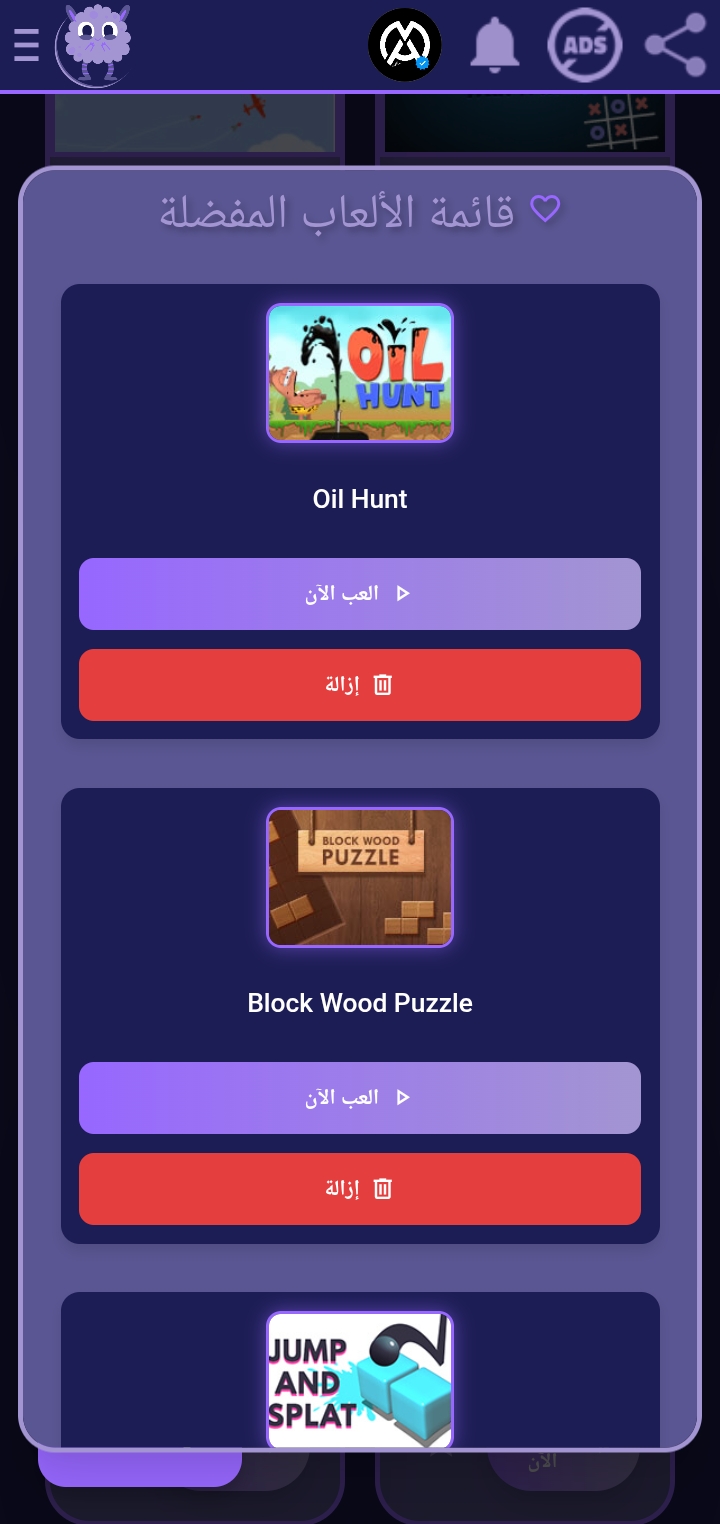 ADS
قائمة الألعاب المفضلة
OIL
HUNT
Oil Hunt
العب الآن
إزالة
BLOCK WOOD
PUZZLE
Block Wood Puzzle
العب الآن
إزالة
JUMP
AND
SPLAT
الآن